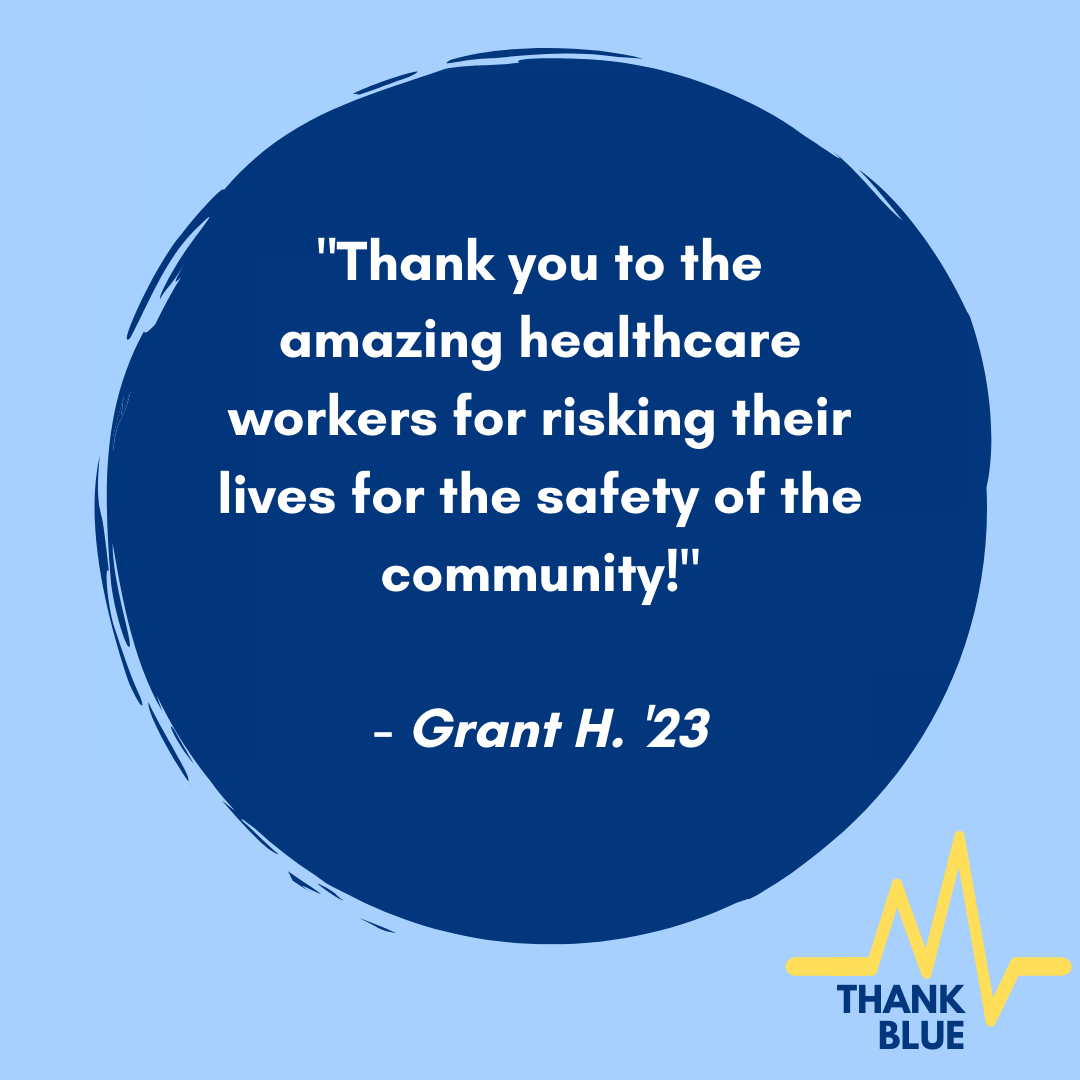 "Thank you to the
amazing healthcare
workers for risking their
lives for the safety of the
community!"
- Grant H. '23
THANK
BLUE